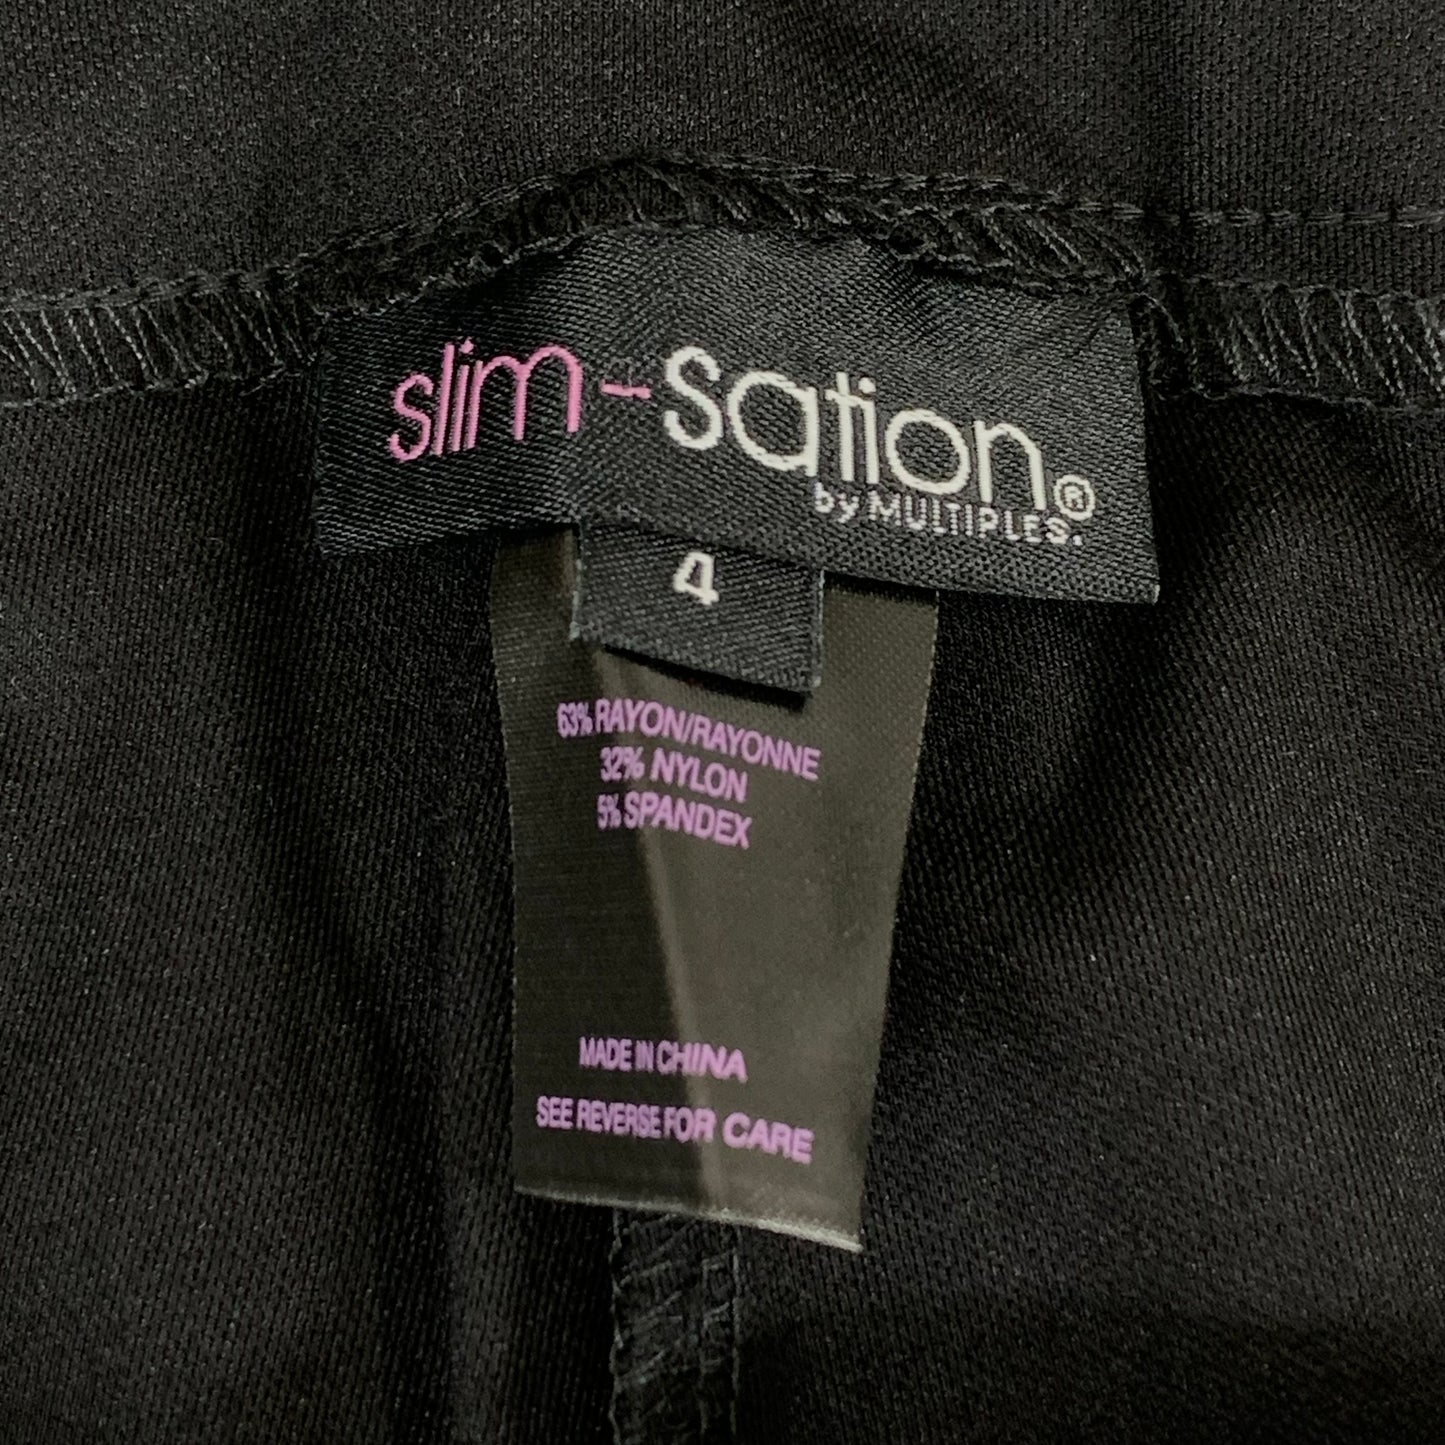 slim-sation®
by MULTIPLES.
4
63% RAYON/RAYONNE
32% NYLON
5% SPANDEX
MADE IN CHINA
SEE REVERSE FOR CARE